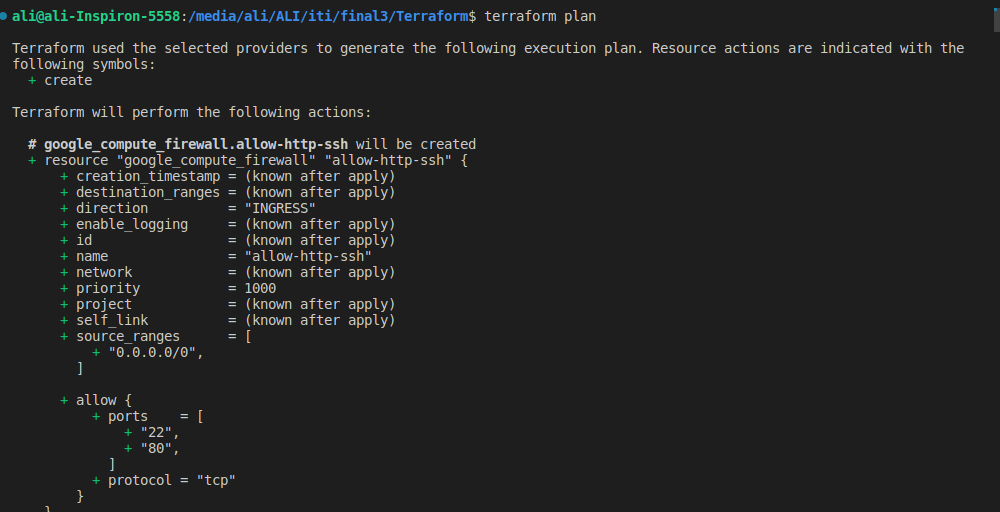 ali@ali-Inspiron-5558:/media/ali/ALI/iti/final3/Terraform$ terraform plan
Terraform used the selected providers to generate the following execution plan. Resource actions are indicated with the
following symbols:
  + create
Terraform will perform the following actions:
  # google_compute_firewall.allow-http-ssh will be created
  + resource "google_compute_firewall" "allow-http-ssh" {
      + creation_timestamp = (known after apply)
      + destination_ranges = (known after apply)
      + direction          = "INGRESS"
      + enable_logging     = (known after apply)
      + id                 = (known after apply)
      + name               = "allow-http-ssh"
      + network            = (known after apply)
      + priority           = 1000
      + project            = (known after apply)
      + self_link          = (known after apply)
      + source_ranges      = [
          + "0.0.0.0/0",
        ]
      + allow {
          + ports    = [
              + "22",
              + "80",
            ]
          + protocol = "tcp"
        }
    }